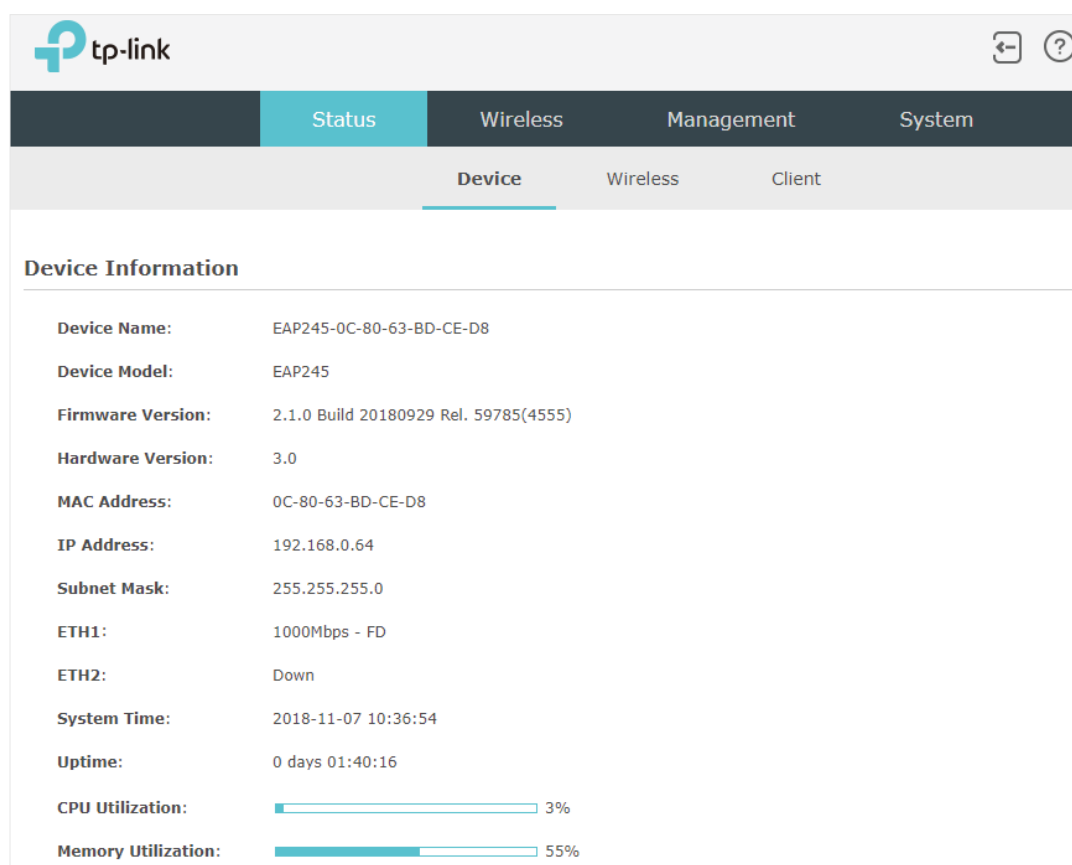 tp-link
Status Wireless Management System
Device Wireless Client
Device Information
Device Name: EAP245-0C-80-63-BD-CE-D8
Device Model: EAP245
Firmware Version: 2.1.0 Build 20180929 Rel. 59785(4555)
Hardware Version: 3.0
MAC Address: 0C-80-63-BD-CE-D8
IP Address: 192.168.0.64
Subnet Mask: 255.255.255.0
ETH1: 1000Mbps - FD
ETH2: Down
System Time: 2018-11-07 10:36:54
Uptime: 0 days 01:40:16
CPU Utilization: 3%
Memory Utilization: 55%